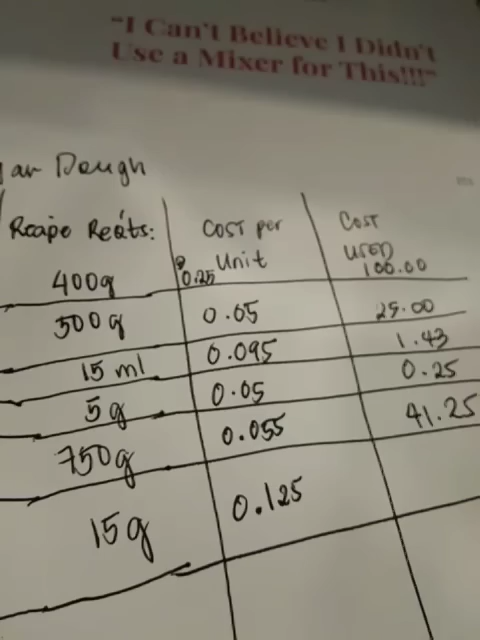 "I Can't Believe I Didn't
Use a Mixer for This!!!"
ar Dough
Recipe Reqts: Cost per Unit Cost USED
400g 0.25 100.00
500g 0.05 25.00
15 ml 0.095 1.43
5g 0.05 0.25
750g 0.055 41.25
15g 0.125